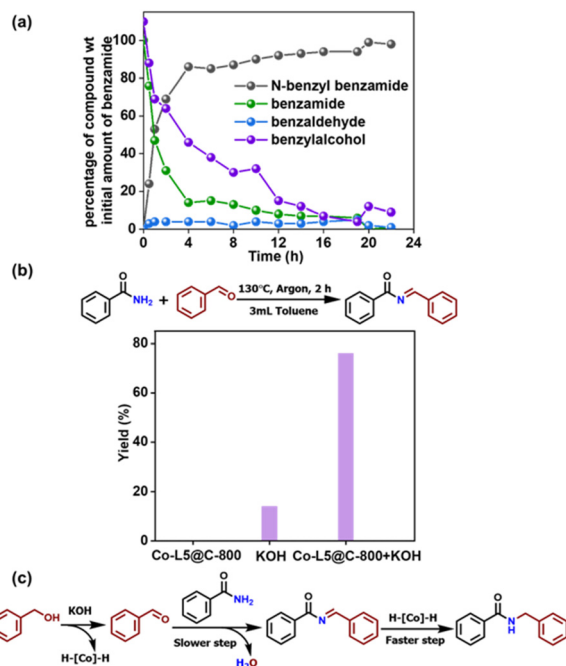 (a)
percentage of compound wt
initial amount of benzamide
100
80
60
40
20
0
N-benzyl benzamide
benzamide
benzaldehyde
benzylalcohol
0 4 8 12 16 20 24
Time (h)
(b)
O
NH2
+
O
130°C, Argon, 2 h
3mL Toluene
O
N
Yield (%)
80
60
40
20
0
Co-L5@C-800 KOH Co-L5@C-800+KOH
(c)
OH
KOH
H-[Co]-H
O
O
NH2
Slower step
H2O
O
N
H-[Co]-H
Faster step
O
N
H